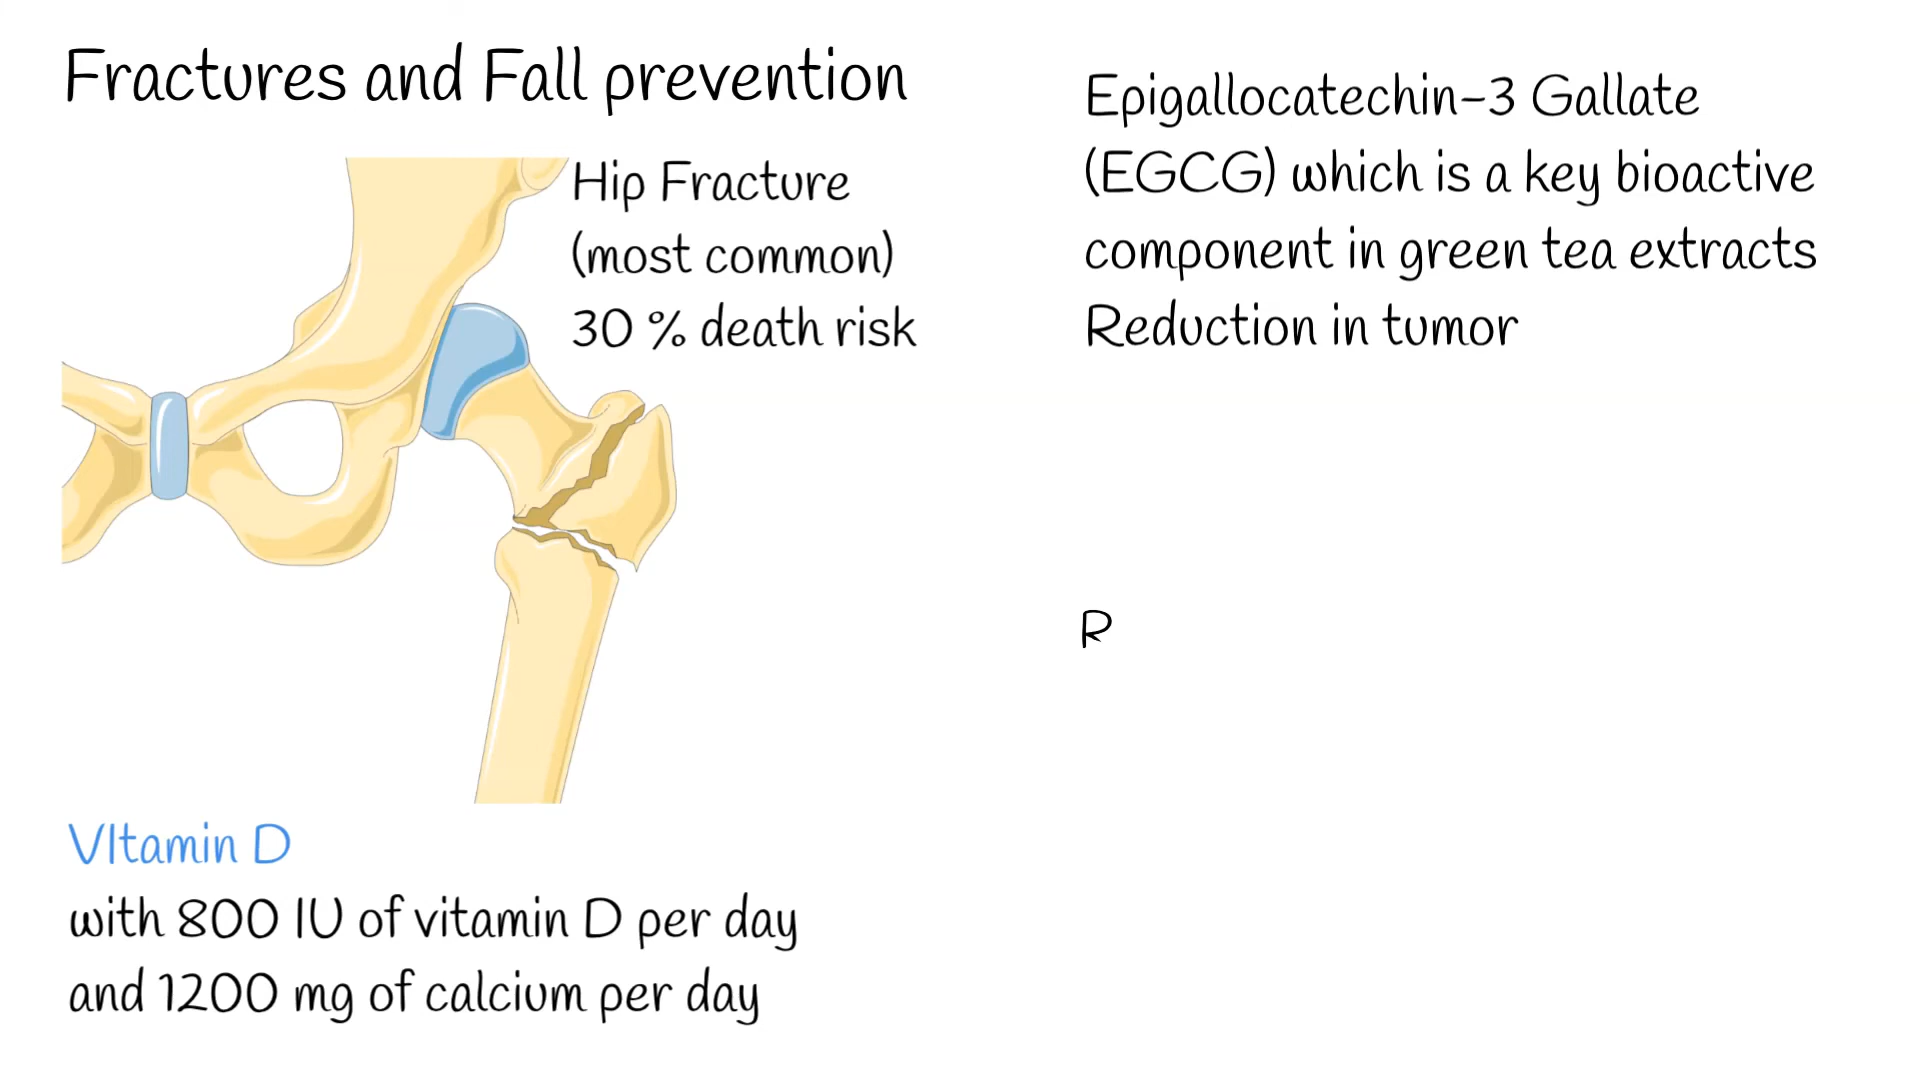 Fractures and Fall prevention
Hip Fracture
(most common)
30 % death risk
VItamin D
with 800 IU of vitamin D per day
and 1200 mg of calcium per day
Epigallocatechin-3 Gallate
(EGCG) which is a key bioactive
component in green tea extracts
Reduction in tumor
R